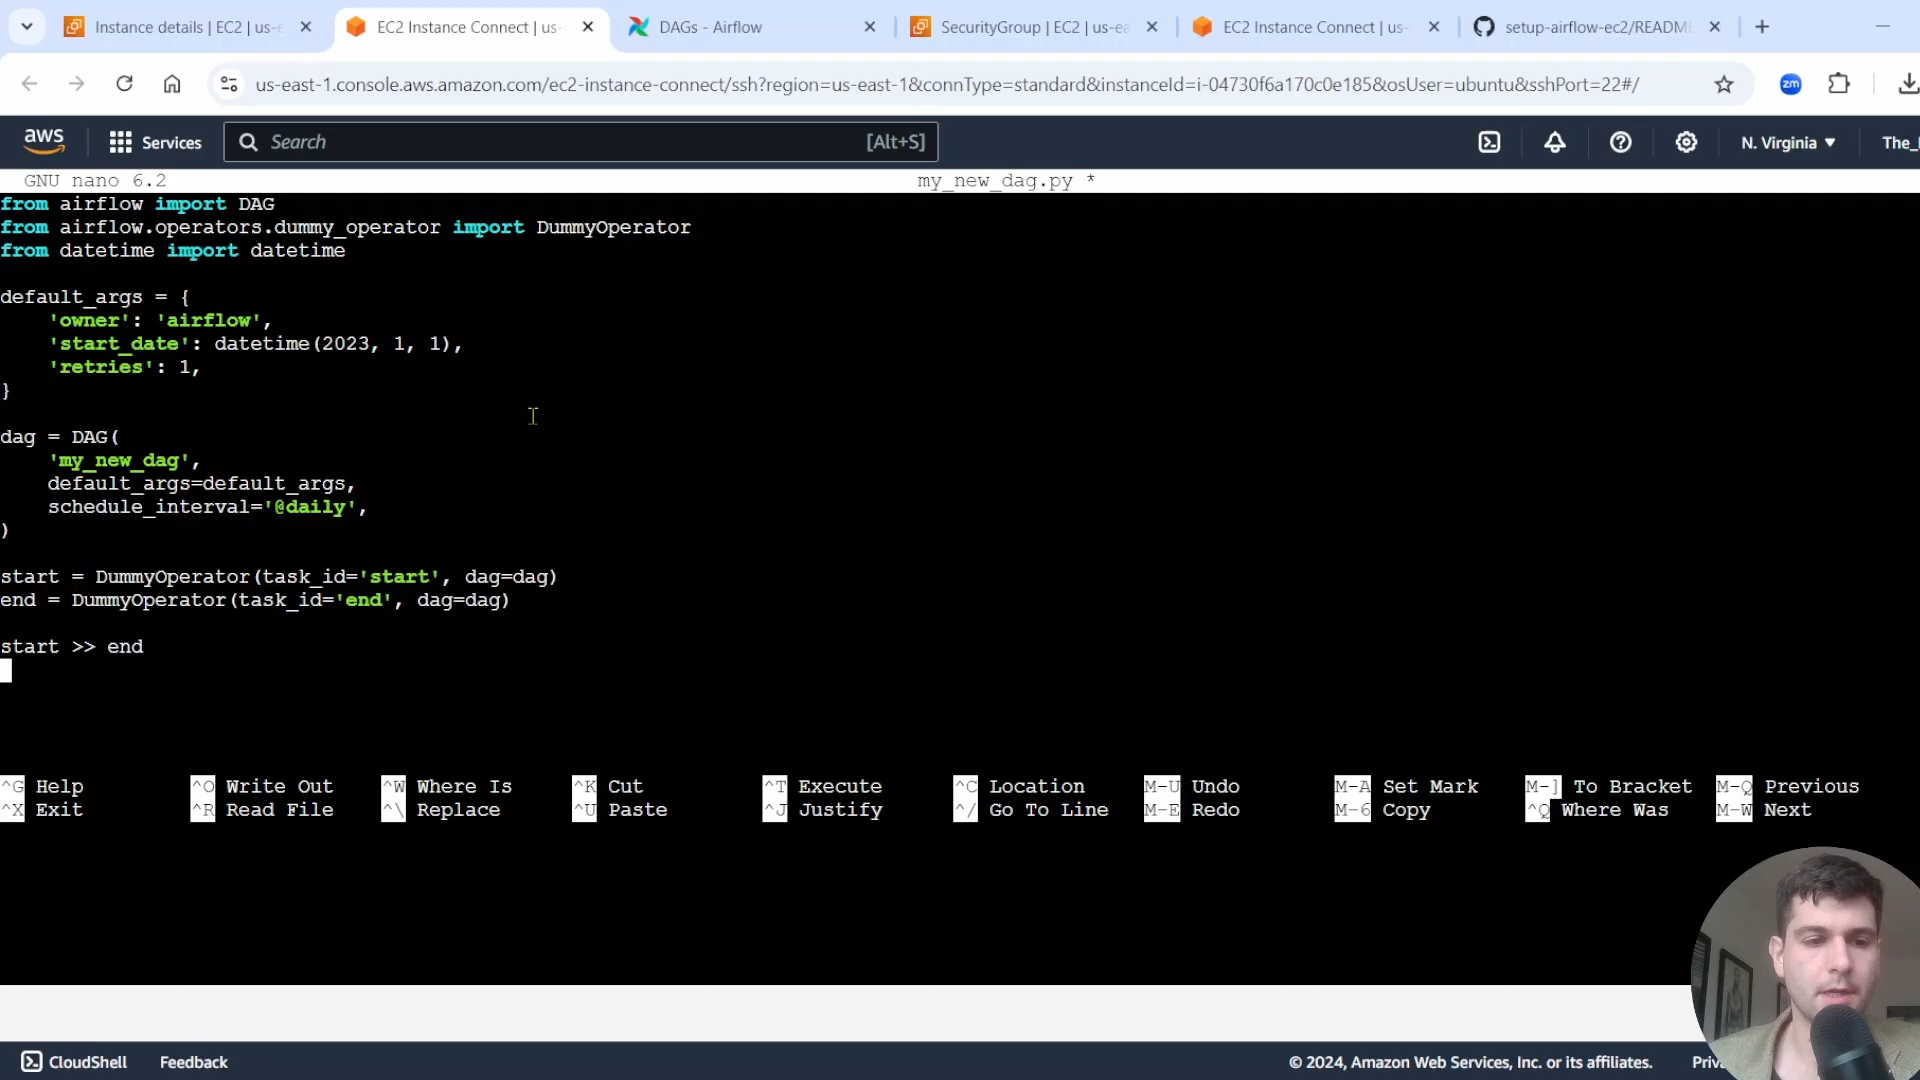 Instance details | EC2 | us-e
EC2 Instance Connect | us-
DAGs - Airflow
SecurityGroup | EC2 | us-ea
EC2 Instance Connect | us-
setup-airflow-ec2/README
us-east-1.console.aws.amazon.com/ec2-instance-connect/ssh?region=us-east-1&connType=standard&instanceId=i-04730f6a170c0e185&osUser=ubuntu&sshPort=22#/
zm
aws
Services
Search
[Alt+S]
N. Virginia
The_
GNU nano 6.2
my_new_dag.py *
from airflow import DAG
from airflow.operators.dummy_operator import DummyOperator
from datetime import datetime
default_args = {
'owner': 'airflow',
'start_date': datetime(2023, 1, 1),
'retries': 1,
}
dag = DAG(
'my_new_dag',
default_args=default_args,
schedule_interval='@daily',
)
start = DummyOperator(task_id='start', dag=dag)
end = DummyOperator(task_id='end', dag=dag)
start >> end
^G Help ^O Write Out ^W Where Is ^K Cut ^T Execute ^C Location M-U Undo M-A Set Mark M-] To Bracket M-Q Previous
^X Exit ^R Read File ^\ Replace ^U Paste ^J Justify ^/ Go To Line M-E Redo M-6 Copy ^Q Where Was M-W Next
CloudShell
Feedback
© 2024, Amazon Web Services, Inc. or its affiliates.
Priv